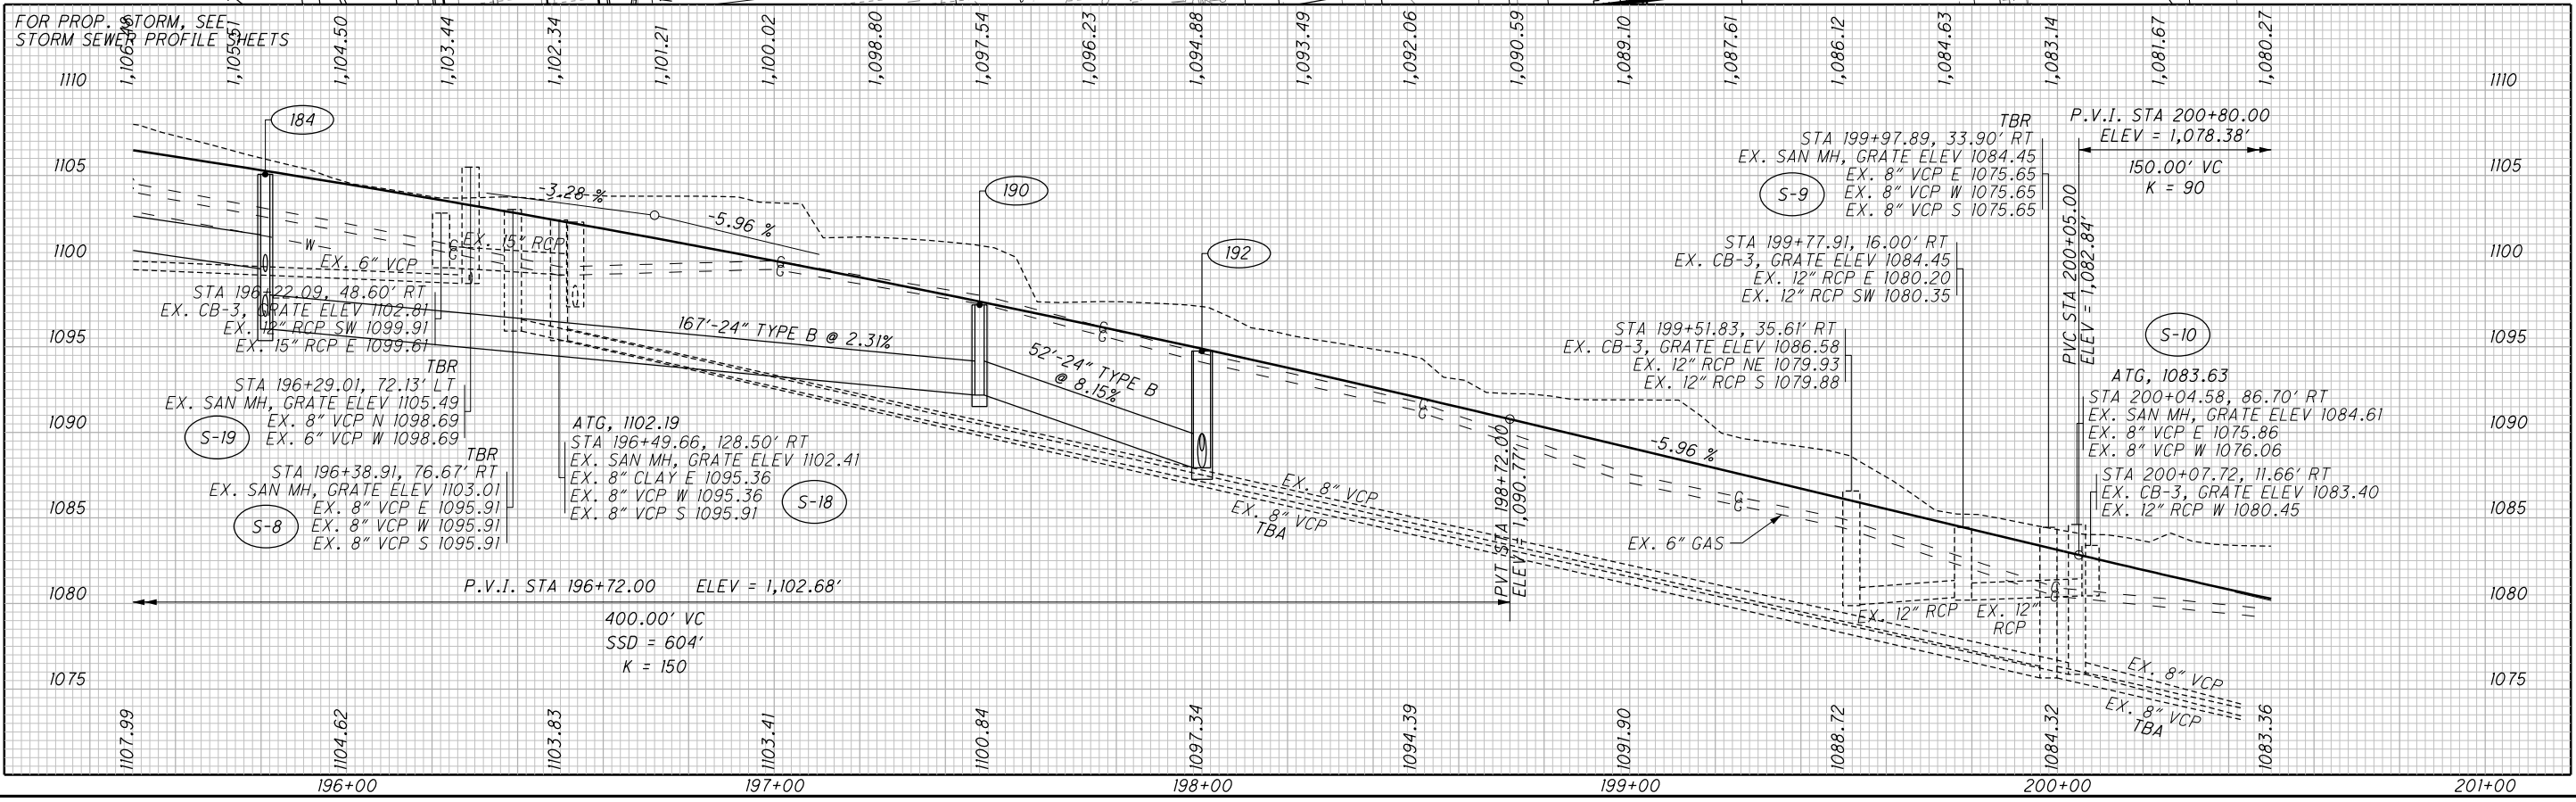 FOR PROP. STORM, SEE
STORM SEWER PROFILE SHEETS
1,106.48
1,105.51
1,104.50
1,103.44
1,102.34
1,101.21
1,100.02
1,098.80
1,097.54
1,096.23
1,094.88
1,093.49
1,092.06
1,090.59
1,089.10
1,087.61
1,086.12
1,084.63
1,083.14
1,081.67
1,080.27
1110
1110
1105
1105
1100
1100
1095
1095
1090
1090
1085
1085
1080
1080
1075
1075
184
190
192
-3.28 %
-5.96 %
EX. 15" RCP
W
G
G
EX. 6" VCP
STA 196+22.09, 48.60' RT
EX. CB-3, GRATE ELEV 1102.81
EX. 12" RCP SW 1099.91
EX. 15" RCP E 1099.61
TBR
STA 196+29.01, 72.13' LT
EX. SAN MH, GRATE ELEV 1105.49
EX. 8" VCP N 1098.69
EX. 6" VCP W 1098.69
S-19
TBR
STA 196+38.91, 76.67' RT
EX. SAN MH, GRATE ELEV 1103.01
EX. 8" VCP E 1095.91
EX. 8" VCP W 1095.91
EX. 8" VCP S 1095.91
S-8
ATG, 1102.19
STA 196+49.66, 128.50' RT
EX. SAN MH, GRATE ELEV 1102.41
EX. 8" CLAY E 1095.36
EX. 8" VCP W 1095.36
EX. 8" VCP S 1095.91
S-18
G
G
167'-24" TYPE B @ 2.31%
G
G
52'-24" TYPE B
@ 8.15%
G
G
EX. 8" VCP
EX. 8" VCP
TBA
P.V.I. STA 196+72.00 ELEV = 1,102.68'
400.00' VC
SSD = 604'
K = 150
PVT STA 198+72.00
ELEV = 1,090.77'
-5.96 %
G
G
EX. 6" GAS
TBR
STA 199+97.89, 33.90' RT
EX. SAN MH, GRATE ELEV 1084.45
EX. 8" VCP E 1075.65
EX. 8" VCP W 1075.65
EX. 8" VCP S 1075.65
S-9
STA 199+77.91, 16.00' RT
EX. CB-3, GRATE ELEV 1084.45
EX. 12" RCP E 1080.20
EX. 12" RCP SW 1080.35
STA 199+51.83, 35.61' RT
EX. CB-3, GRATE ELEV 1086.58
EX. 12" RCP NE 1079.93
EX. 12" RCP S 1079.88
P.V.I. STA 200+80.00
ELEV = 1,078.38'
150.00' VC
K = 90
PVC STA 200+05.00
ELEV = 1,082.84'
S-10
ATG, 1083.63
STA 200+04.58, 86.70' RT
EX. SAN MH, GRATE ELEV 1084.61
EX. 8" VCP E 1075.86
EX. 8" VCP W 1076.06
STA 200+07.72, 11.66' RT
EX. CB-3, GRATE ELEV 1083.40
EX. 12" RCP W 1080.45
EX. 12" RCP
EX. 12"
RCP
G
G
EX. 8" VCP
EX. 8" VCP
TBA
1107.99
1104.62
1103.83
1103.41
1100.84
1097.34
1094.39
1091.90
1088.72
1084.32
1083.36
196+00
197+00
198+00
199+00
200+00
201+00